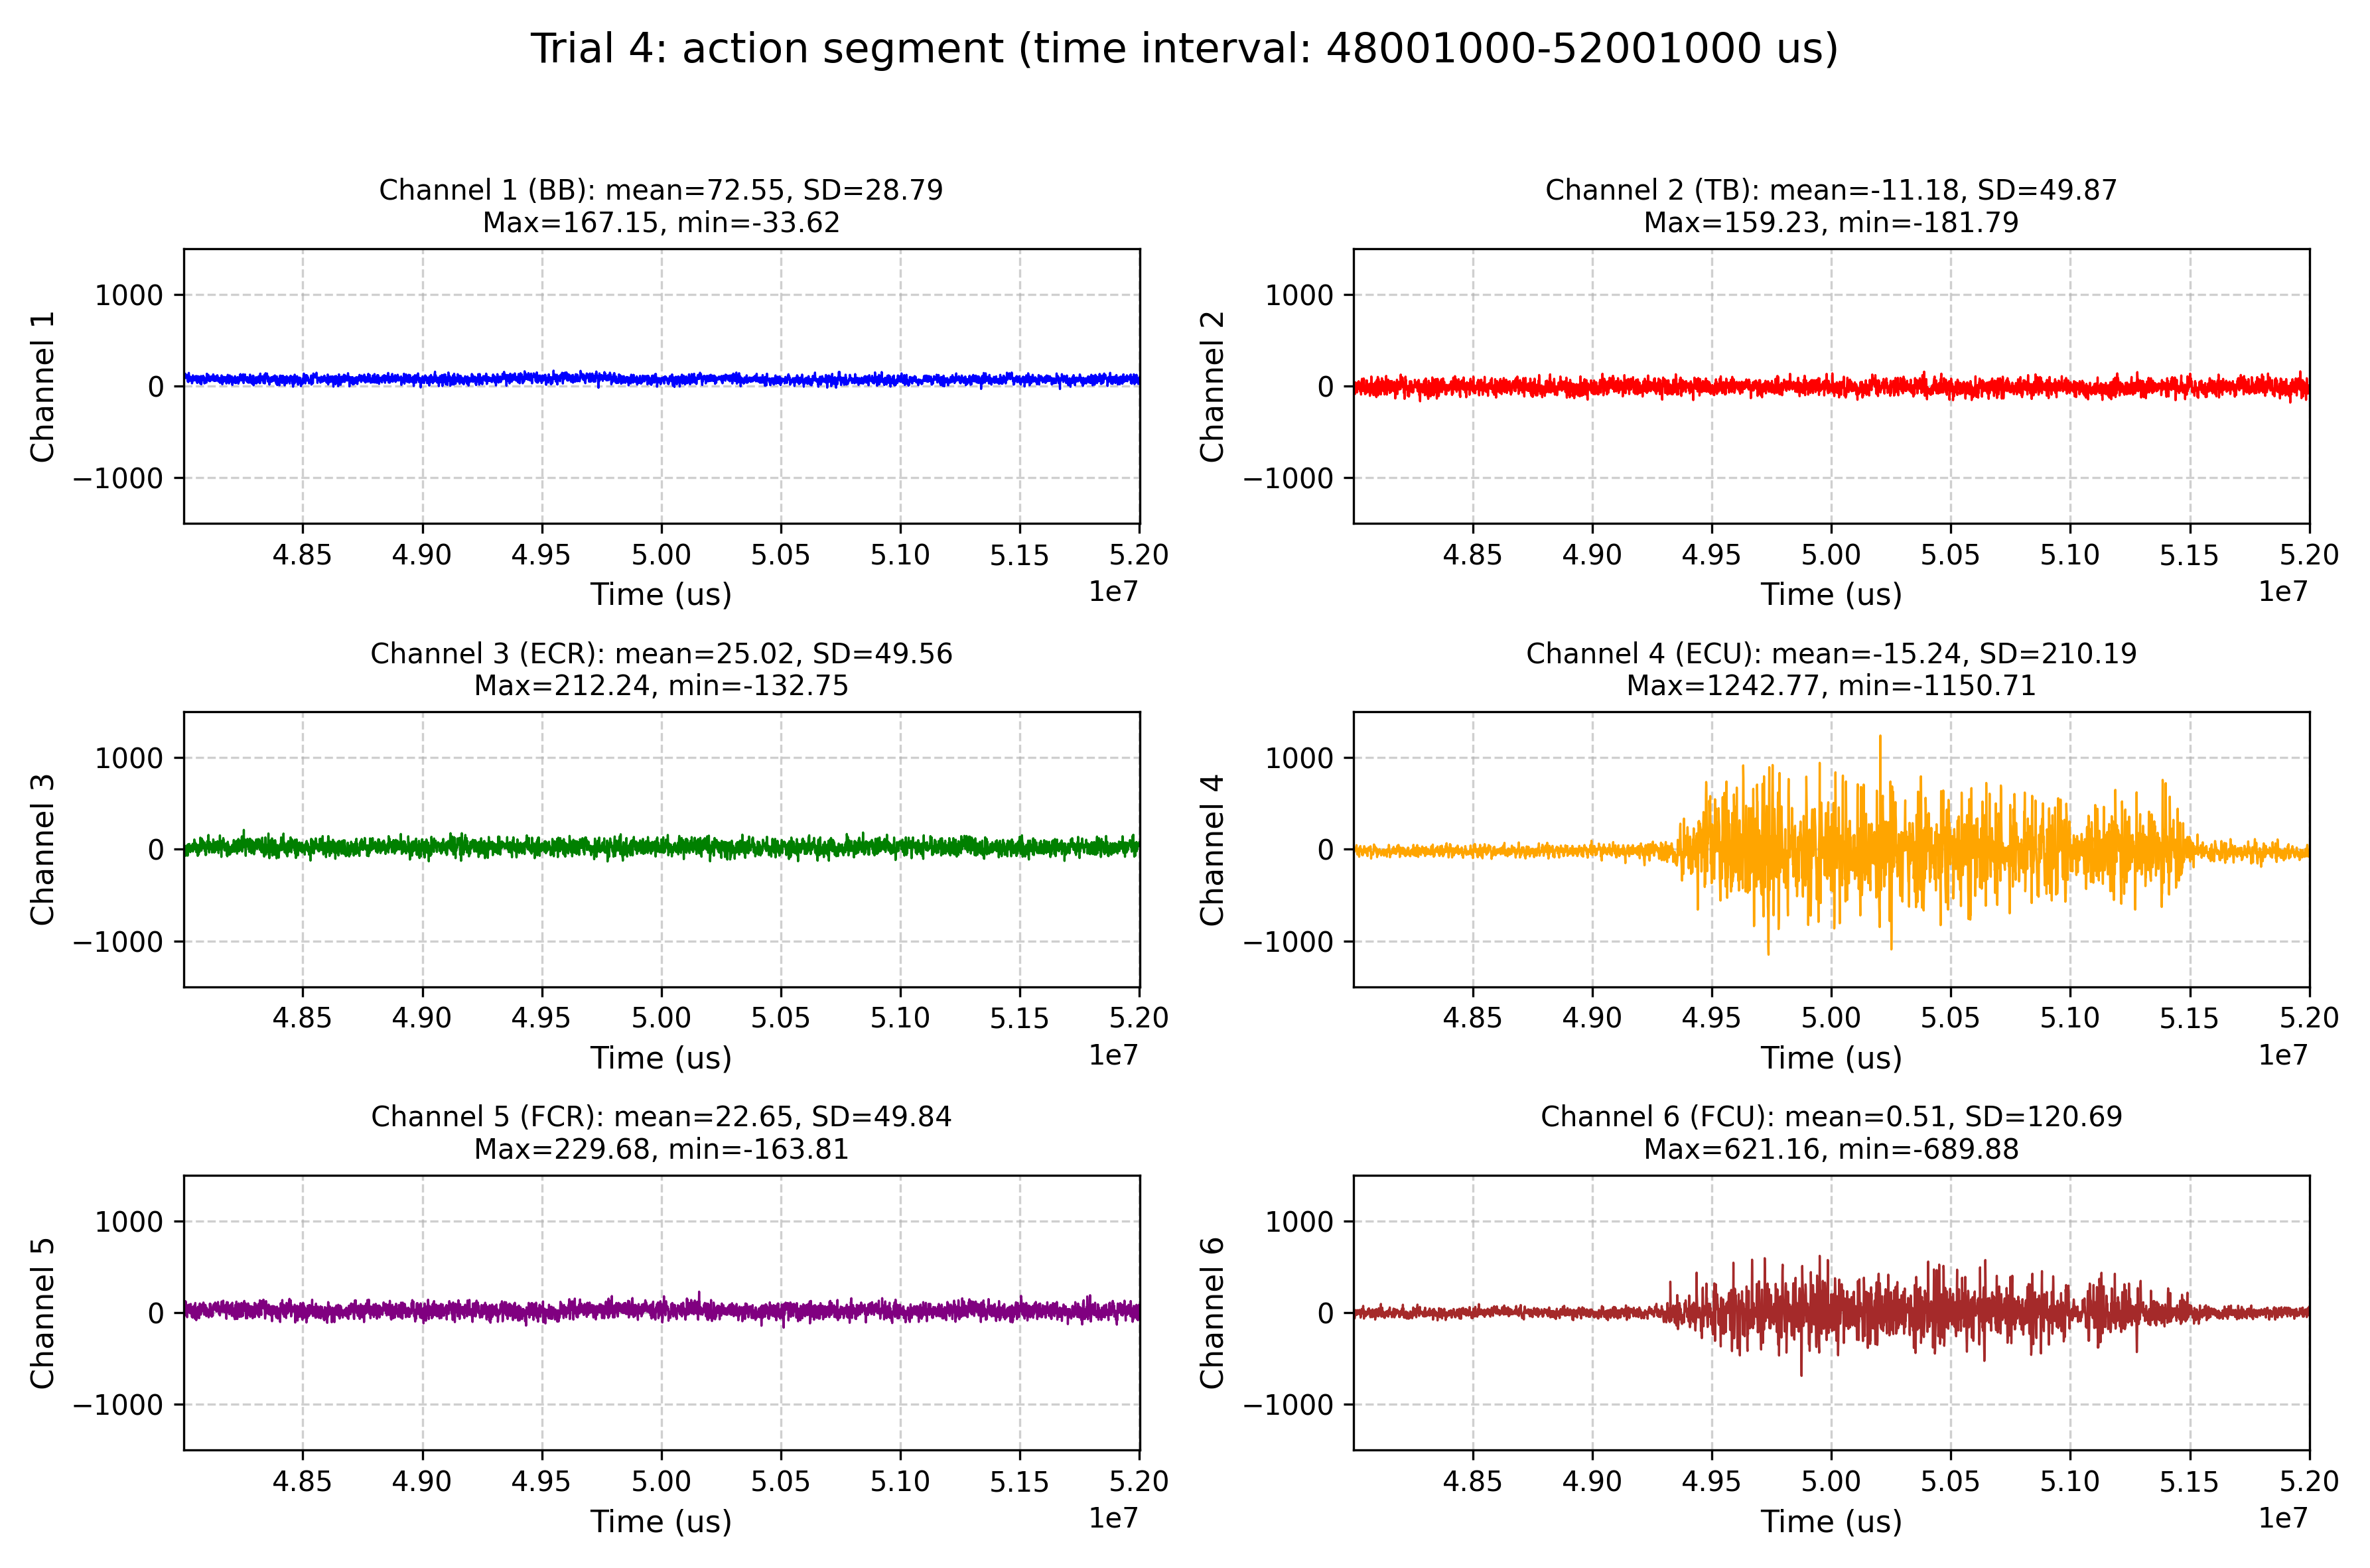 Trial 4: action segment (time interval: 48001000-52001000 us)
Channel 1 (BB): mean=72.55, SD=28.79
Max=167.15, min=-33.62
Channel 1
1000
0
−1000
4.85 4.90 4.95 5.00 5.05 5.10 5.15 5.20
Time (us)
1e7
Channel 2 (TB): mean=-11.18, SD=49.87
Max=159.23, min=-181.79
Channel 2
1000
0
−1000
4.85 4.90 4.95 5.00 5.05 5.10 5.15 5.20
Time (us)
1e7
Channel 3 (ECR): mean=25.02, SD=49.56
Max=212.24, min=-132.75
Channel 3
1000
0
−1000
4.85 4.90 4.95 5.00 5.05 5.10 5.15 5.20
Time (us)
1e7
Channel 4 (ECU): mean=-15.24, SD=210.19
Max=1242.77, min=-1150.71
Channel 4
1000
0
−1000
4.85 4.90 4.95 5.00 5.05 5.10 5.15 5.20
Time (us)
1e7
Channel 5 (FCR): mean=22.65, SD=49.84
Max=229.68, min=-163.81
Channel 5
1000
0
−1000
4.85 4.90 4.95 5.00 5.05 5.10 5.15 5.20
Time (us)
1e7
Channel 6 (FCU): mean=0.51, SD=120.69
Max=621.16, min=-689.88
Channel 6
1000
0
−1000
4.85 4.90 4.95 5.00 5.05 5.10 5.15 5.20
Time (us)
1e7